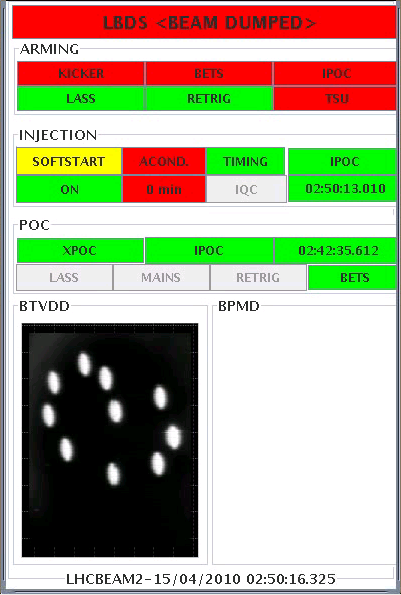 LBDS <BEAM DUMPED>
ARMING
KICKER BETS IPOC
LASS RETRIG TSU
INJECTION
SOFTSTART ACOND. TIMING IPOC
ON 0 min IQC 02:50:13.010
POC
XPOC IPOC 02:42:35.612
LASS MAINS RETRIG BETS
BTVDD BPMD
LHCBEAM2-15/04/2010 02:50:16.325